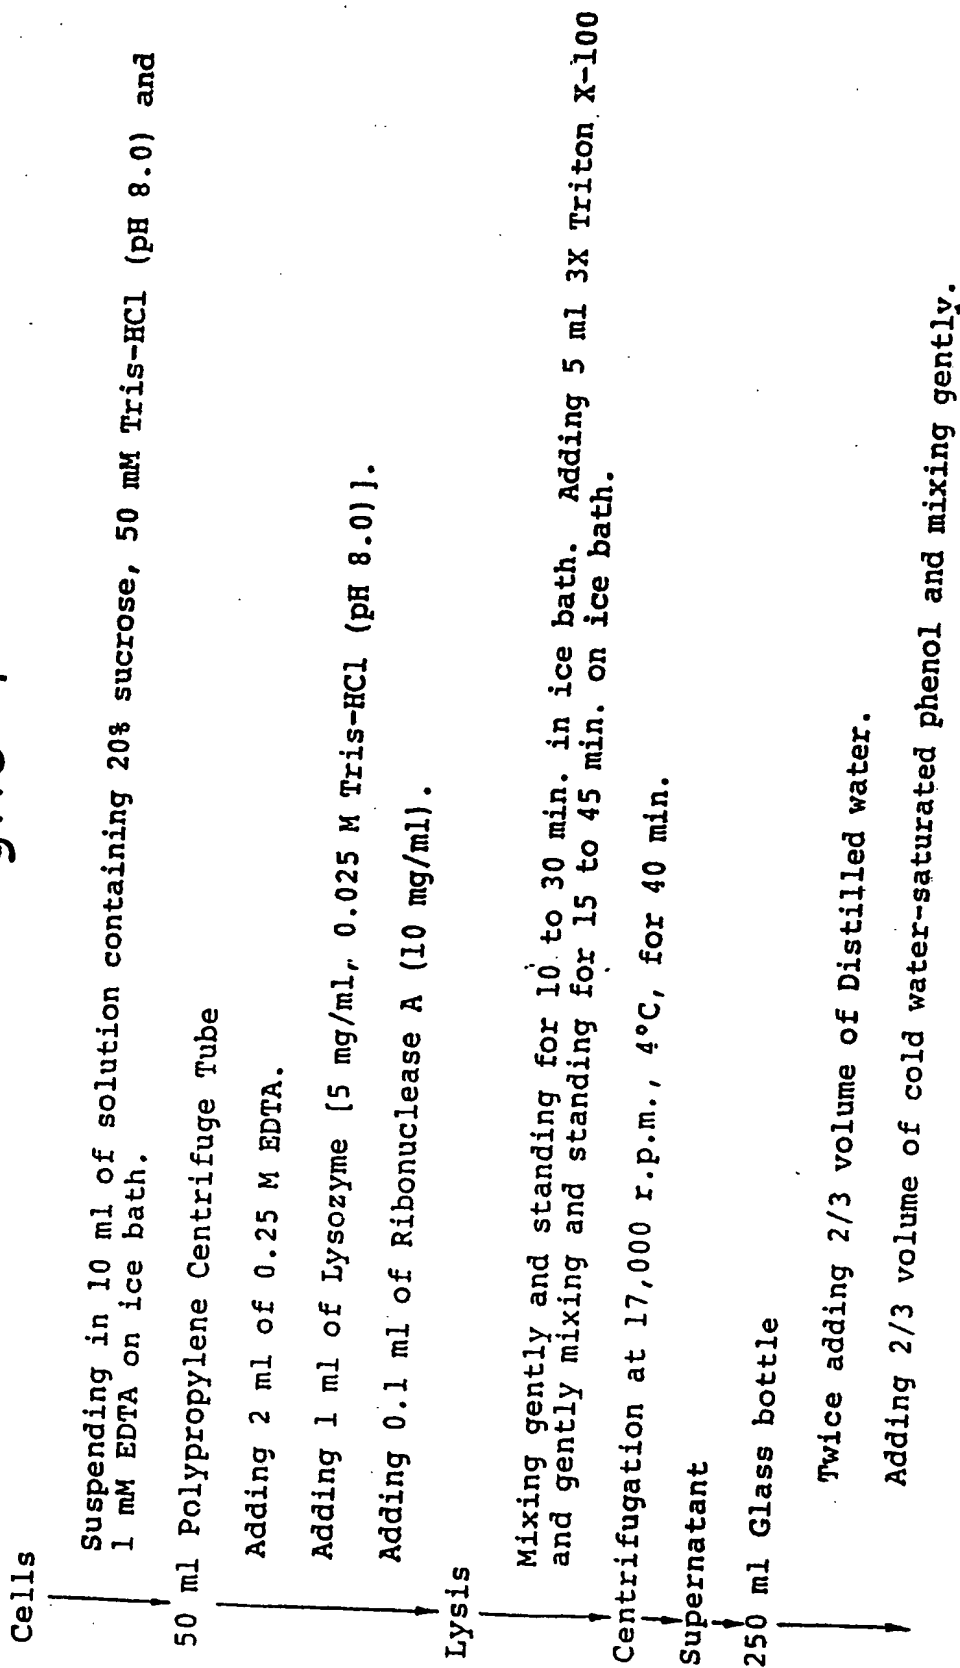 Cells
Suspending in 10 ml of solution containing 20% sucrose, 50 mM Tris-HCl (pH 8.0) and
1 mM EDTA on ice bath.
50 ml Polypropylene Centrifuge Tube
Adding 2 ml of 0.25 M EDTA.
Adding 1 ml of Lysozyme [5 mg/ml, 0.025 M Tris-HCl (pH 8.0)].
Adding 0.1 ml of Ribonuclease A (10 mg/ml).
Lysis
Mixing gently and standing for 10 to 30 min. in ice bath. Adding 5 ml 3X Triton X-100
and gently mixing and standing for 15 to 45 min. on ice bath.
Centrifugation at 17,000 r.p.m., 4°C, for 40 min.
Supernatant
250 ml Glass bottle
Twice adding 2/3 volume of Distilled water.
Adding 2/3 volume of cold water-saturated phenol and mixing gently.